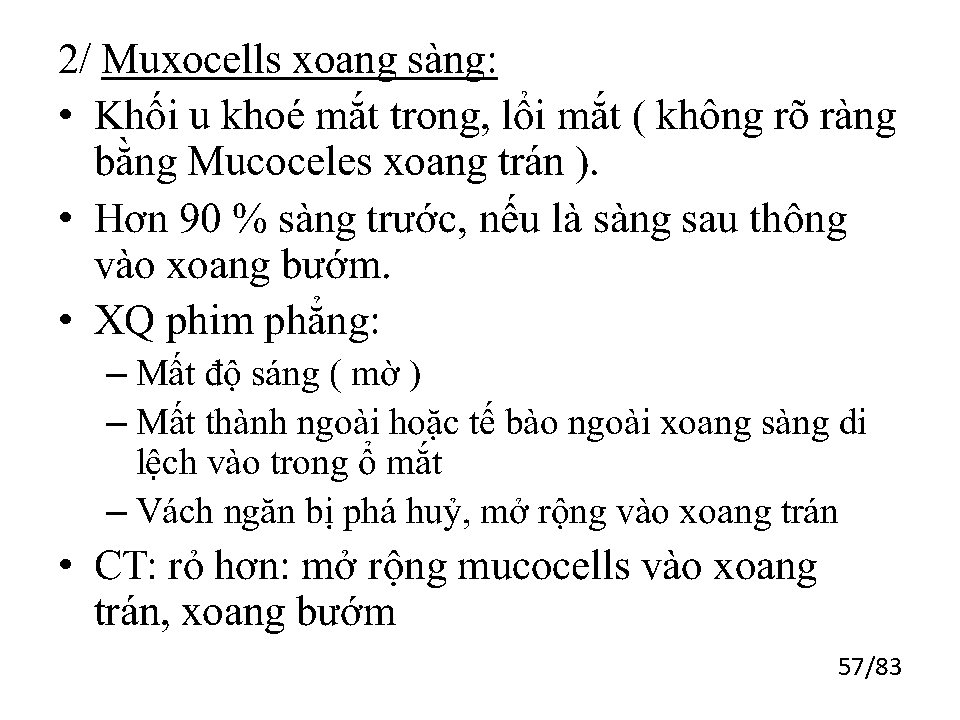 2/ Muxocells xoang sàng:
• Khối u khoé mắt trong, lổi mắt ( không rõ ràng
bằng Mucoceles xoang trán ).
• Hơn 90 % sàng trước, nếu là sàng sau thông
vào xoang bướm.
• XQ phim phẳng:
– Mất độ sáng ( mờ )
– Mất thành ngoài hoặc tế bào ngoài xoang sàng di
lệch vào trong ổ mắt
– Vách ngăn bị phá huỷ, mở rộng vào xoang trán
• CT: rỏ hơn: mở rộng mucocells vào xoang
trán, xoang bướm
57/83